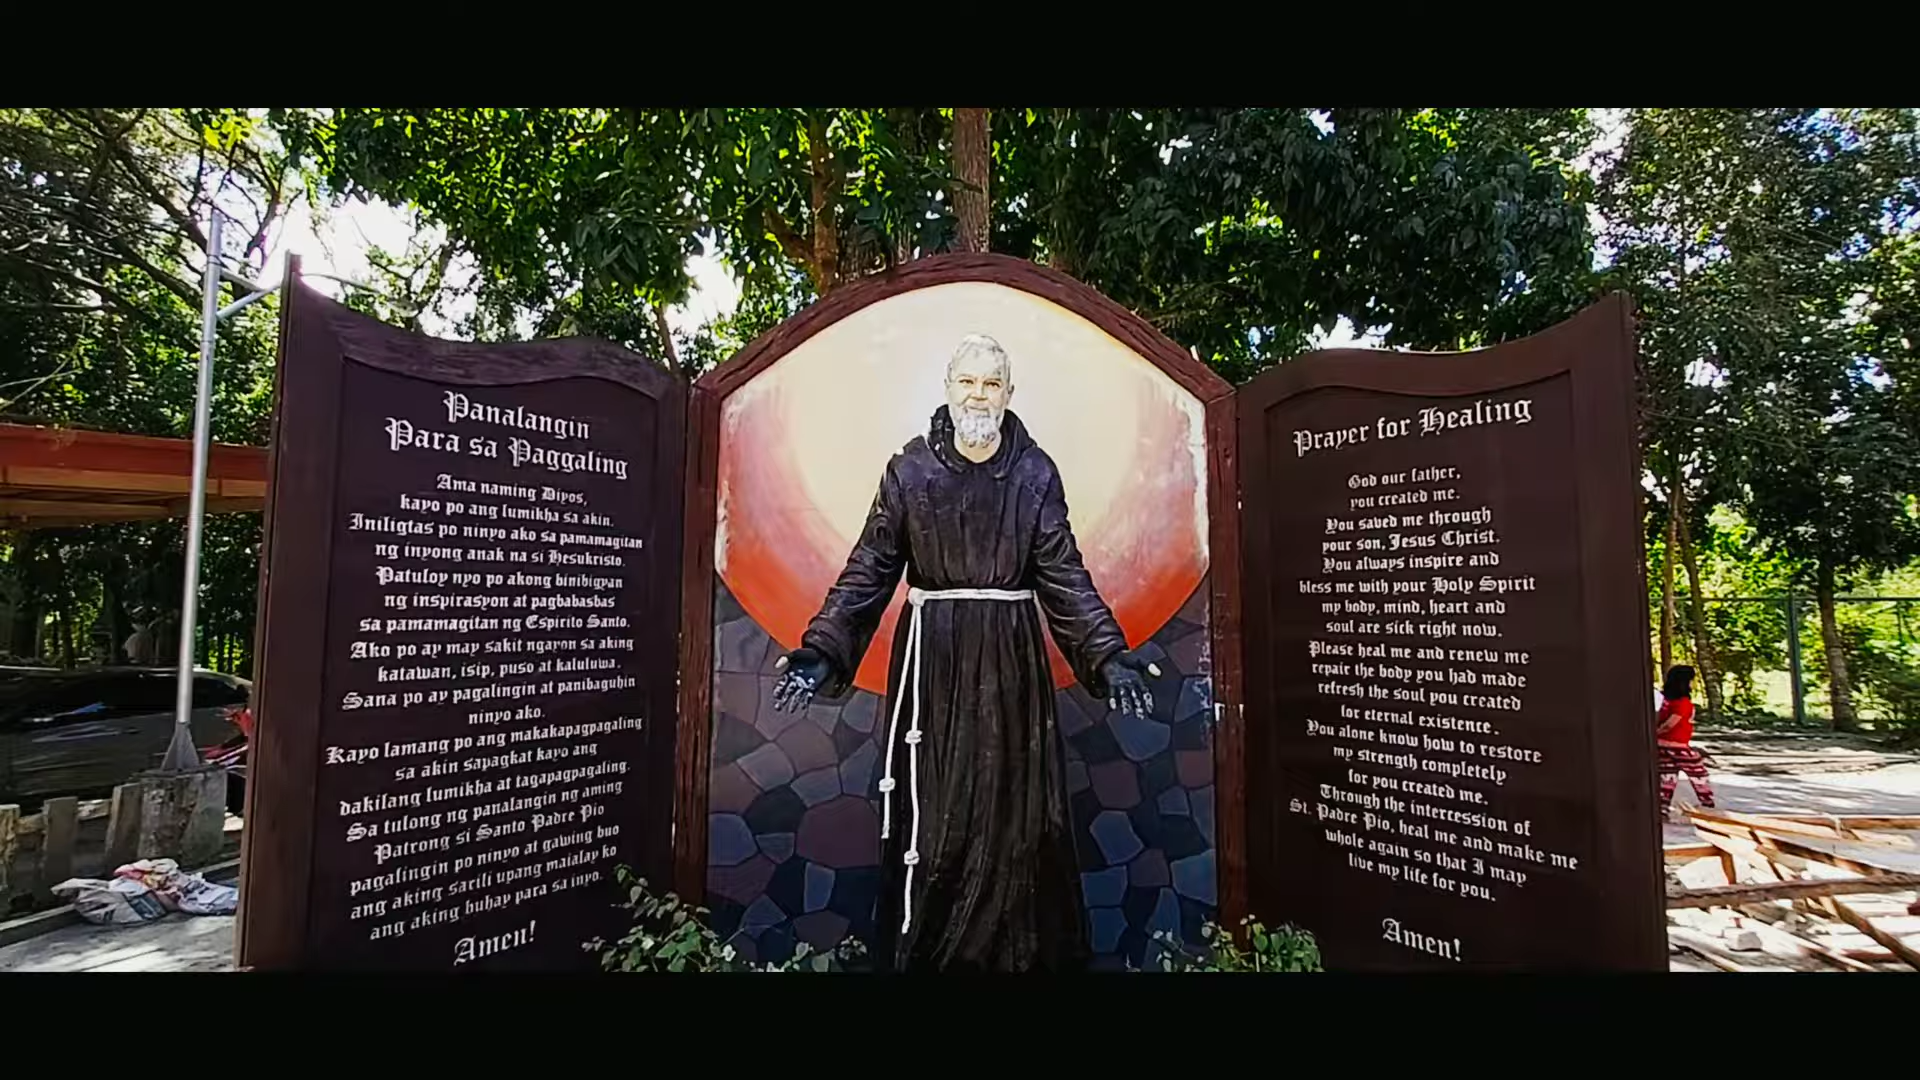 Panalangin
Para sa Paggaling
Ama naming Diyos,
kayo po ang lumikha sa akin.
Iniligtas po ninyo ako sa pamamagitan
ng inyong anak na si Hesukristo.
Patuloy nyo po akong binibigyan
ng inspirasyon at pagbabasbas
sa pamamagitan ng Espirito Santo.
Ako po ay may sakit ngayon sa aking
katawan, isip, puso at kaluluwa.
Sana po ay pagalingin at panibaguhin
ninyo ako.
Kayo lamang po ang makakapagpagaling
sa akin sapagkat kayo ang
dakilang lumikha at tagapagpagaling.
Sa tulong ng panalangin ng aming
Patrong si Santo Padre Pio
pagalingin po ninyo at gawing buo
ang aking sarili upang maialay ko
ang aking buhay para sa inyo.
Amen!
Prayer for Healing
God our father,
you created me.
You saved me through
your son, Jesus Christ.
You always inspire and
bless me with your Holy Spirit
my body, mind, heart and
soul are sick right now.
Please heal me and renew me
repair the body you had made
refresh the soul you created
for eternal existence.
You alone know how to restore
my strength completely
for you created me.
Through the intercession of
St. Padre Pio, heal me and make me
whole again so that I may
live my life for you.
Amen!